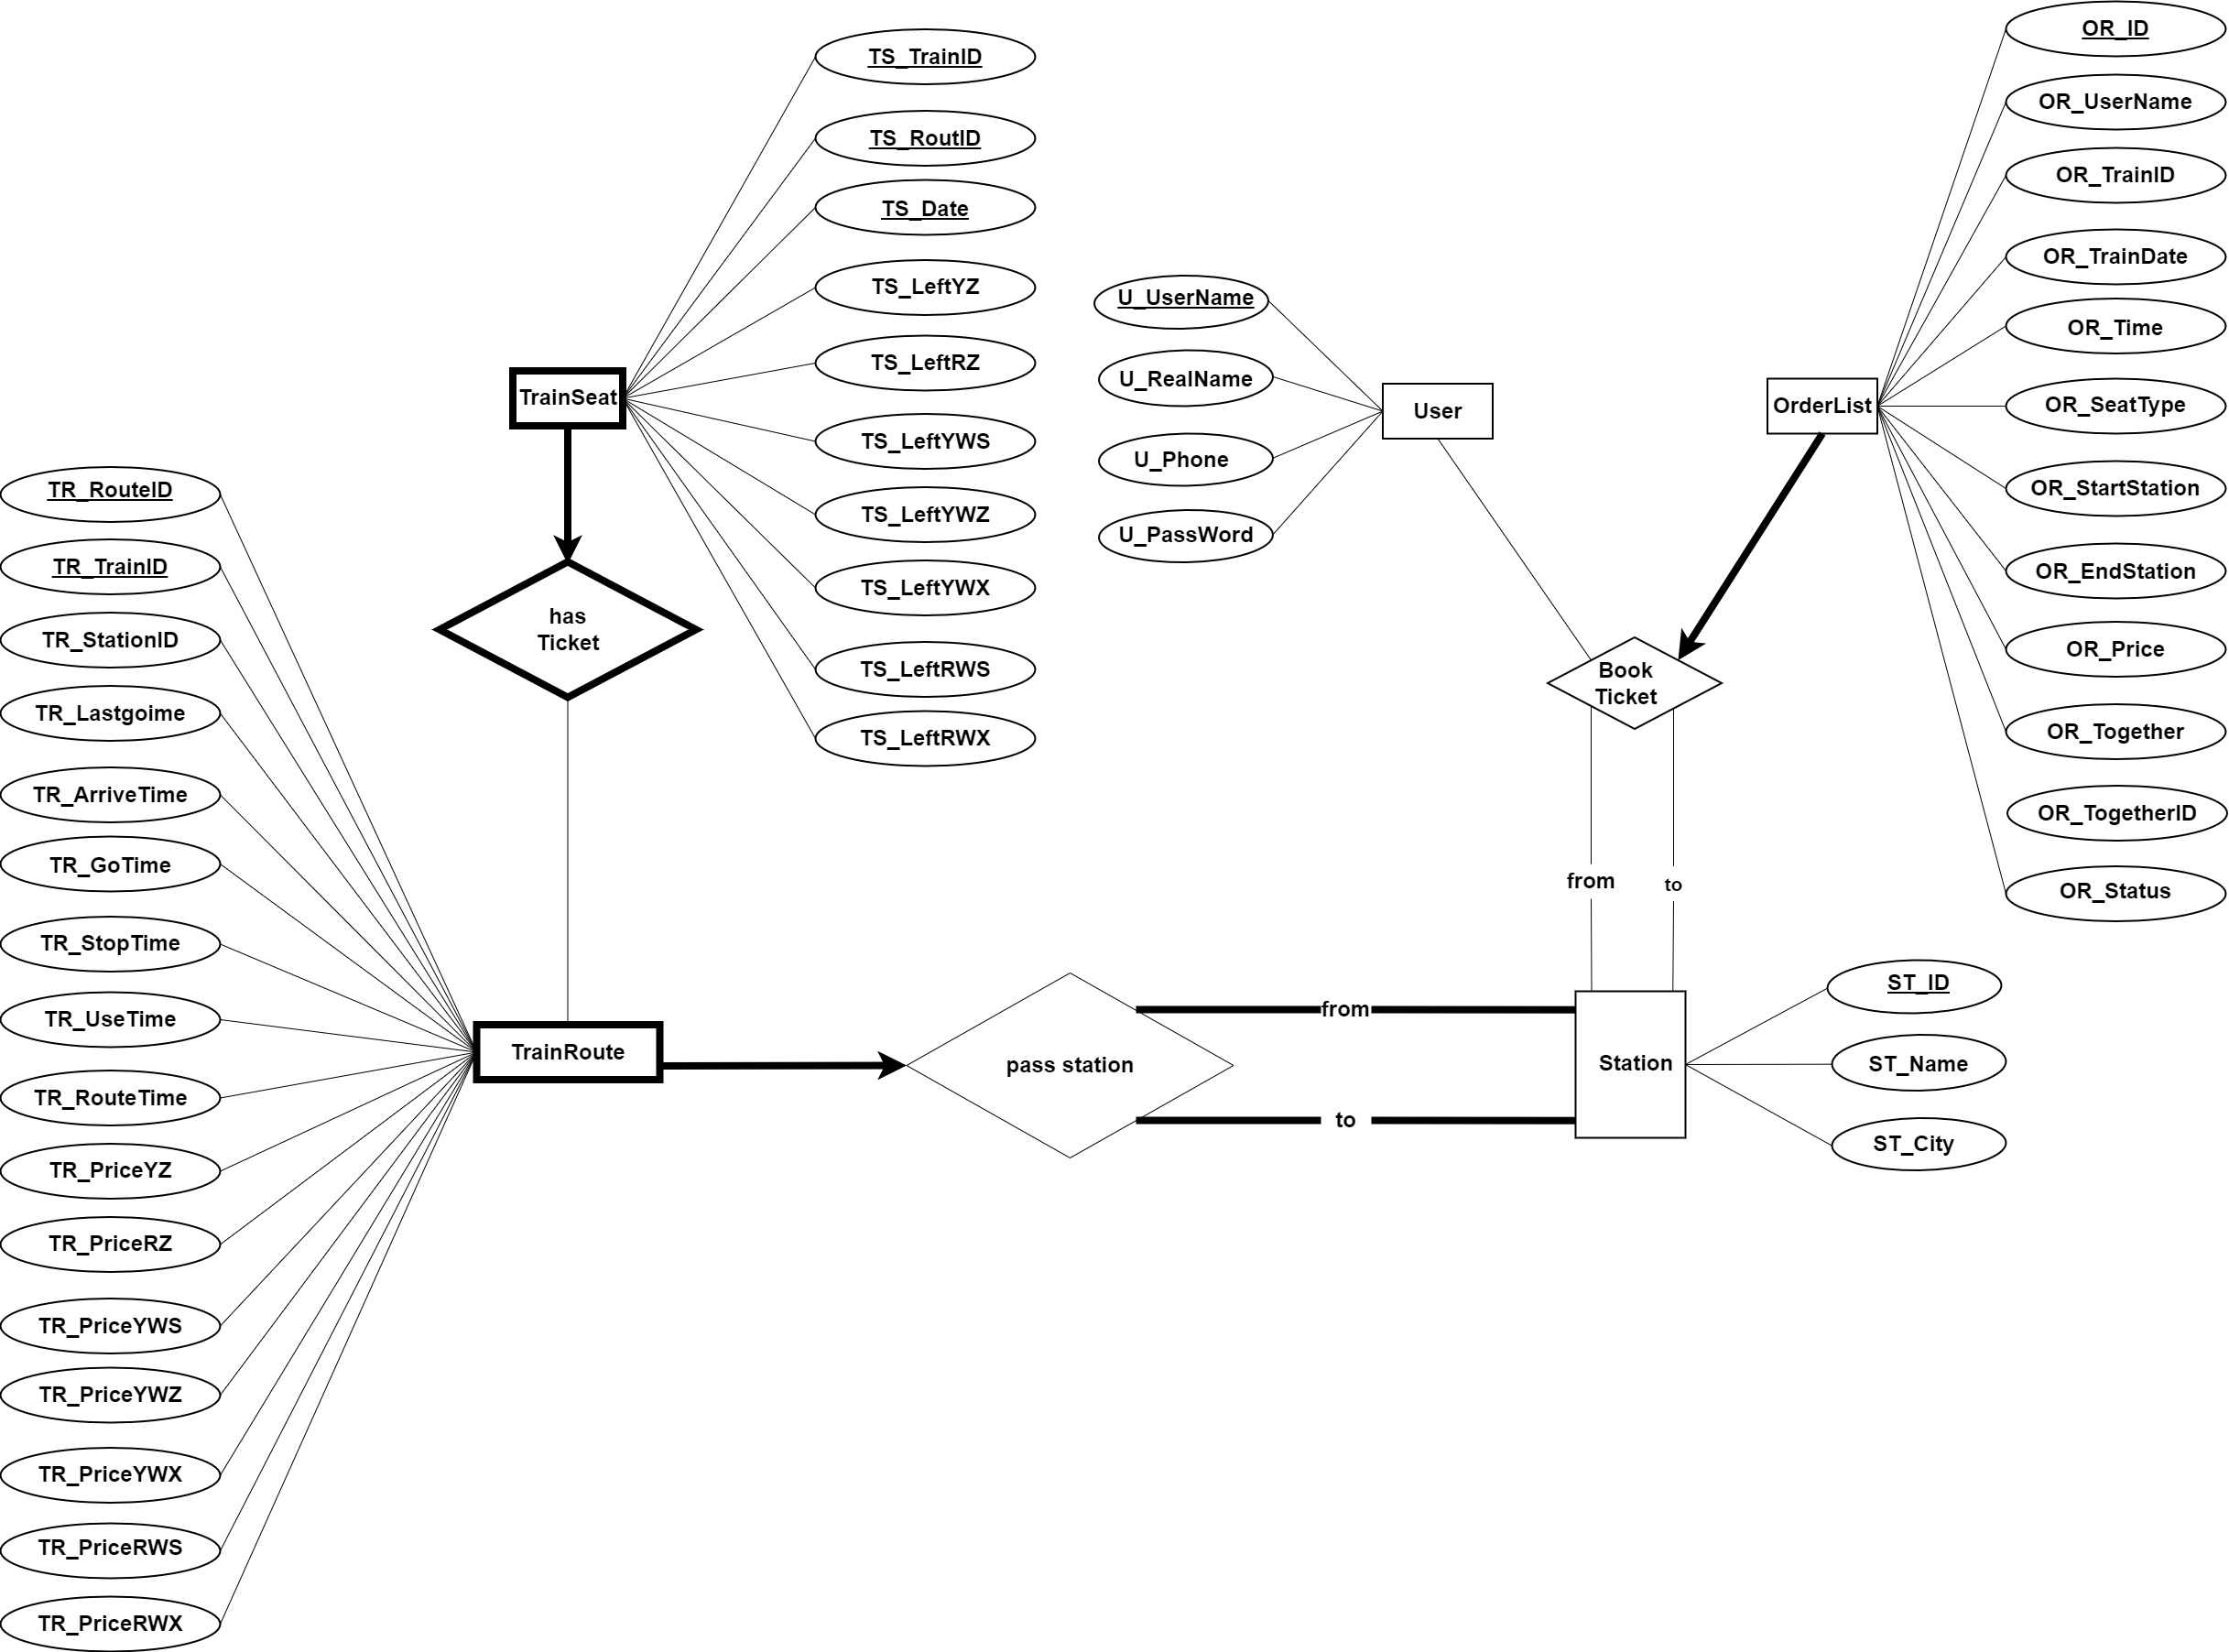 OR_ID
TS_TrainID
OR_UserName
TS_RoutID
OR_TrainID
TS_Date
OR_TrainDate
TS_LeftYZ
U_UserName
OR_Time
TS_LeftRZ
U_RealName
TrainSeat
User
OrderList
OR_SeatType
TS_LeftYWS
U_Phone
TR_RouteID
OR_StartStation
TS_LeftYWZ
U_PassWord
TR_TrainID
OR_EndStation
TS_LeftYWX
has
Ticket
TR_StationID
OR_Price
TS_LeftRWS
Book
Ticket
TR_Lastgoime
OR_Together
TS_LeftRWX
TR_ArriveTime
OR_TogetherID
TR_GoTime
from
to
OR_Status
TR_StopTime
ST_ID
TR_UseTime
from
TrainRoute
pass station
Station
ST_Name
TR_RouteTime
to
ST_City
TR_PriceYZ
TR_PriceRZ
TR_PriceYWS
TR_PriceYWZ
TR_PriceYWX
TR_PriceRWS
TR_PriceRWX